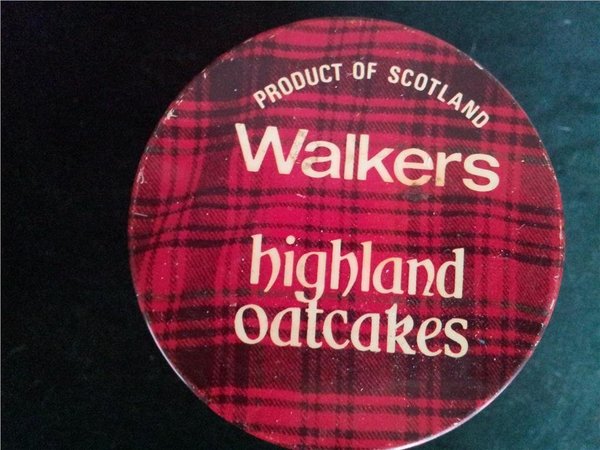 PRODUCT OF SCOTLAND
Walkers
highland
oatcakes